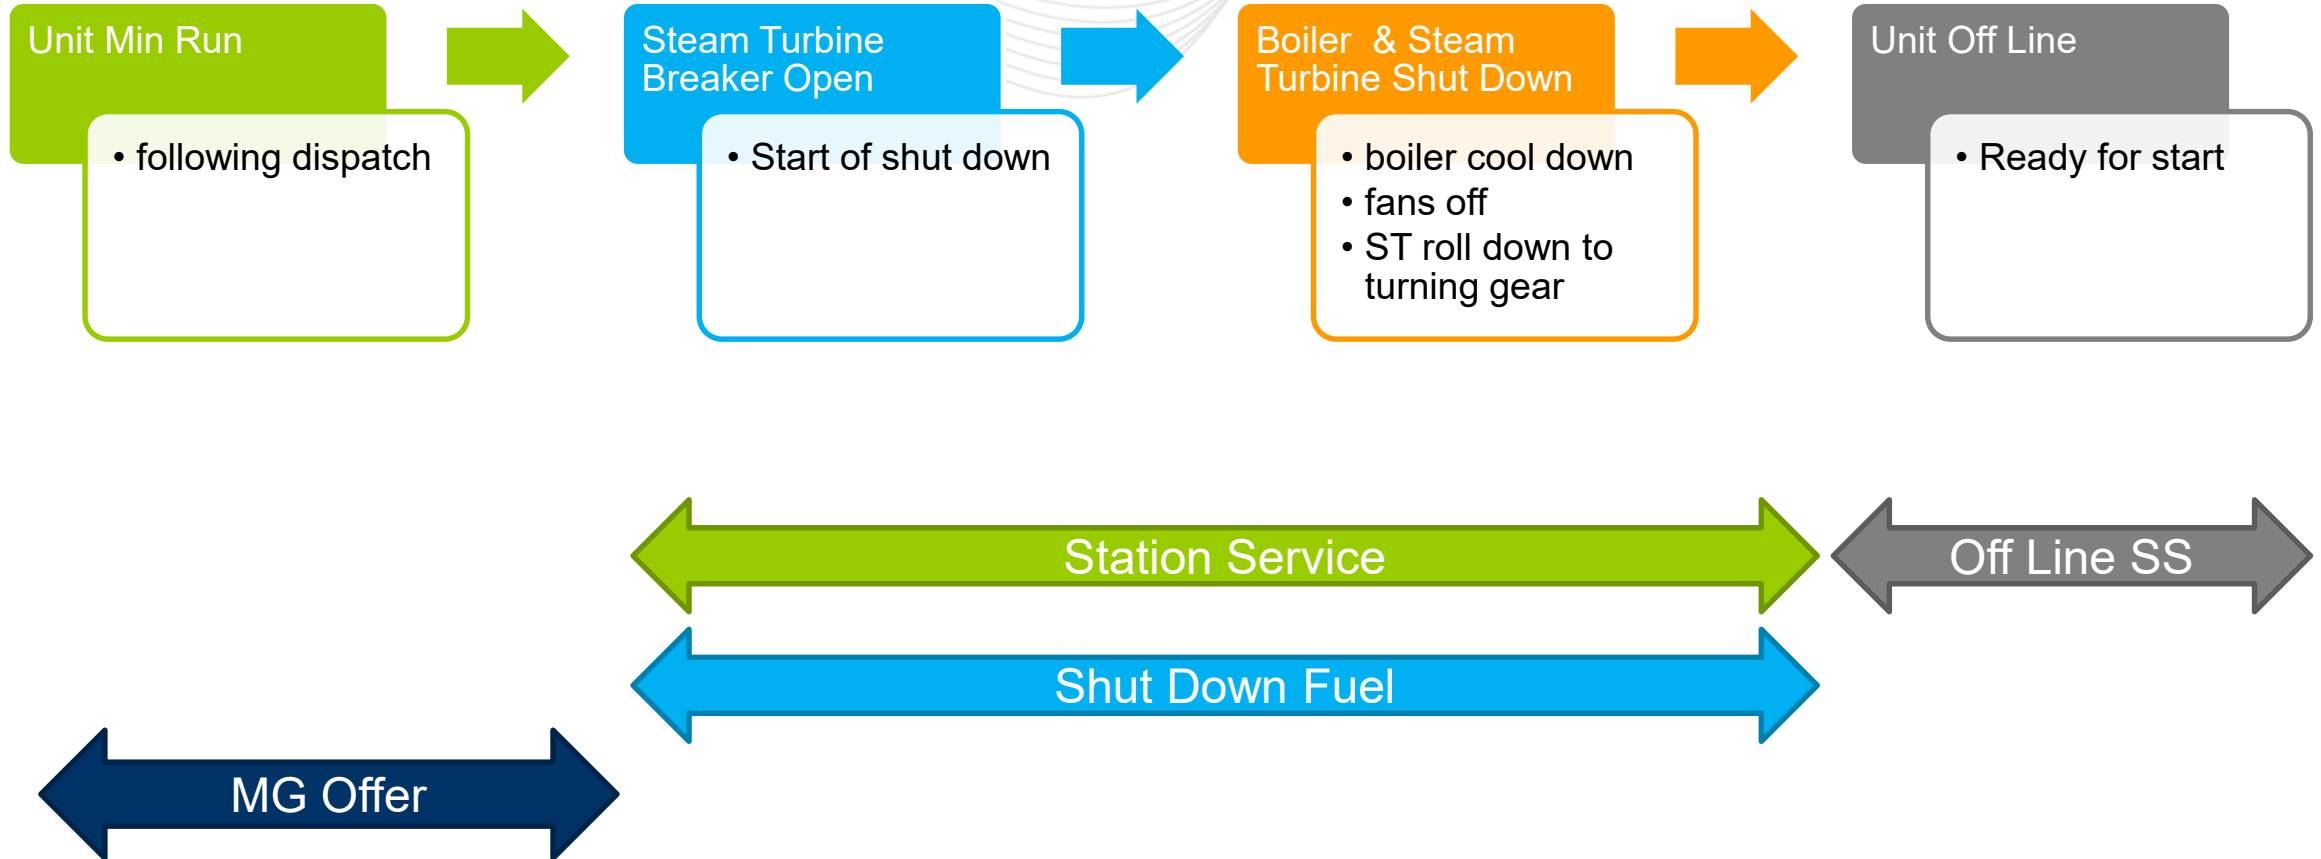 Unit Min Run
• following dispatch
Steam Turbine
Breaker Open
• Start of shut down
Boiler & Steam
Turbine Shut Down
• boiler cool down
• fans off
• ST roll down to
turning gear
Unit Off Line
• Ready for start
Station Service
Off Line SS
Shut Down Fuel
MG Offer